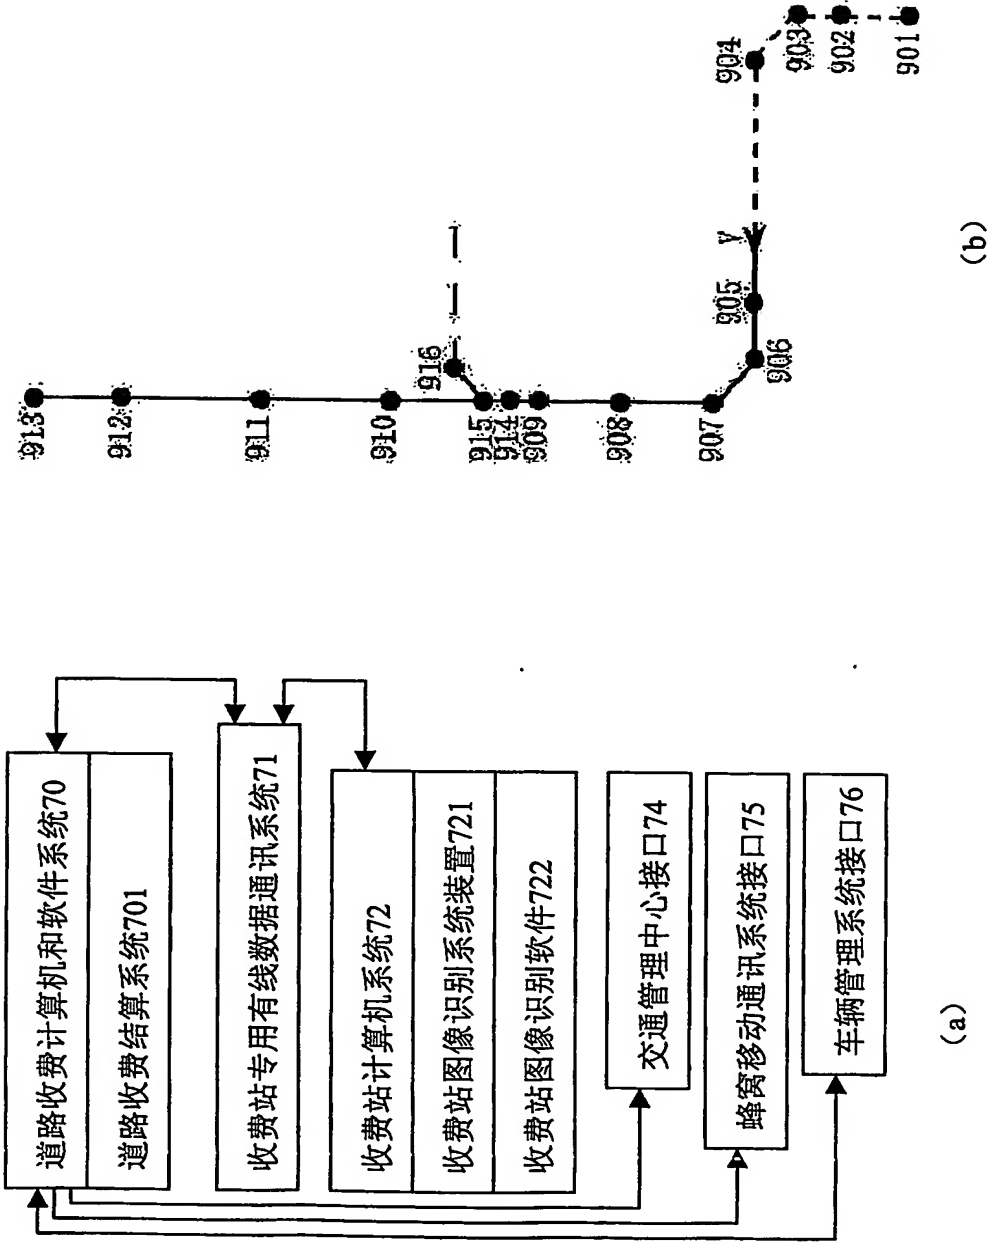 道路收费计算机和软件系统70
道路收费结算系统701
收费站专用有线数据通讯系统71
收费站计算机系统72
收费站图像识别系统装置721
收费站图像识别软件722
交通管理中心接口74
蜂窝移动通讯系统接口75
车辆管理系统接口76
(a)
913
912
911
910
916
915
914
909
908
907
906
905
V
904
903
902
901
(b)